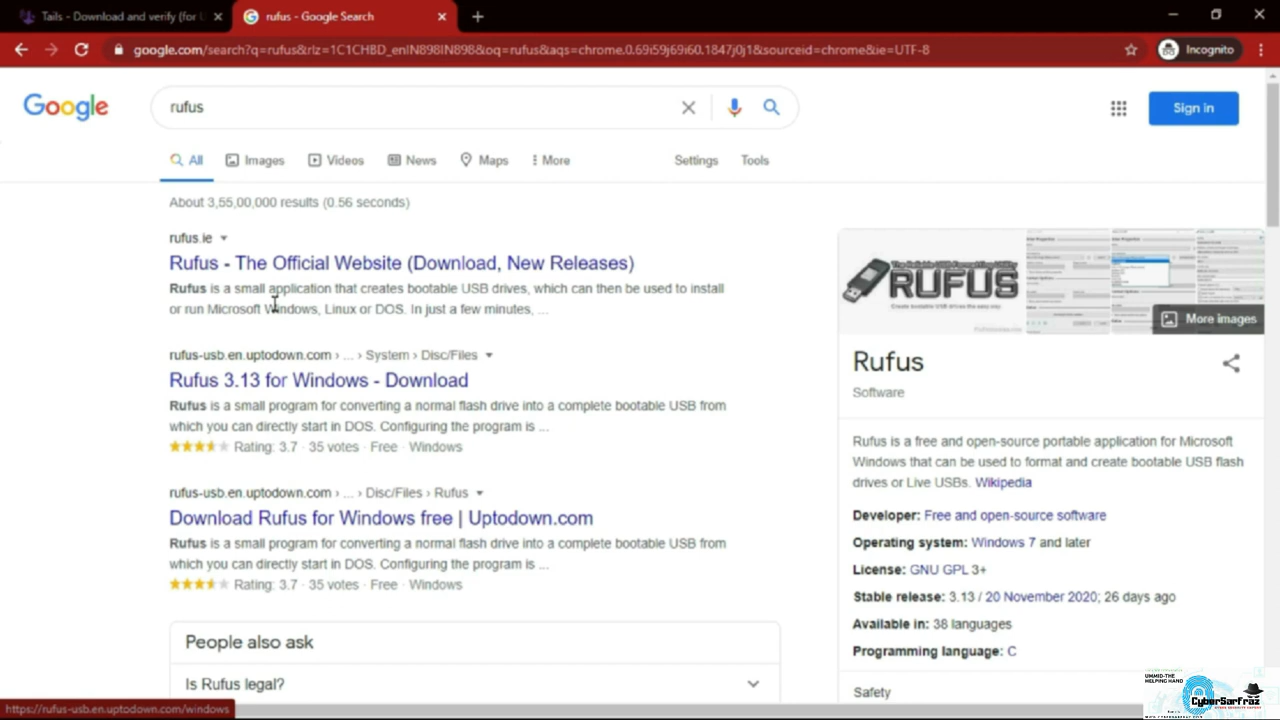 Tails - Download and verify (for U
rufus - Google Search
google.com/search?q=rufus&rlz=1C1CHBD_enIN898IN898&oq=rufus&aqs=chrome.0.69i59j69i60.1847j0j1&sourceid=chrome&ie=UTF-8
Incognito
Google
rufus
Sign in
All
Images
Videos
News
Maps
More
Settings
Tools
About 3,55,00,000 results (0.56 seconds)
rufus.ie
Rufus - The Official Website (Download, New Releases)
Rufus is a small application that creates bootable USB drives, which can then be used to install
or run Microsoft Windows, Linux or DOS. In just a few minutes, ...
rufus-usb.en.uptodown.com › ... › System › Disc/Files
Rufus 3.13 for Windows - Download
Rufus is a small program for converting a normal flash drive into a complete bootable USB from
which you can directly start in DOS. Configuring the program is ...
Rating: 3.7 · 35 votes · Free · Windows
rufus-usb.en.uptodown.com › ... › Disc/Files › Rufus
Download Rufus for Windows free | Uptodown.com
Rufus is a small program for converting a normal flash drive into a complete bootable USB from
which you can directly start in DOS. Configuring the program is ...
Rating: 3.7 · 35 votes · Free · Windows
People also ask
Is Rufus legal?
https://rufus-usb.en.uptodown.com/windows
RUFUS
Create bootable USB drives the easy way
More images
Rufus
Software
Rufus is a free and open-source portable application for Microsoft
Windows that can be used to format and create bootable USB flash
drives or Live USBs. Wikipedia
Developer: Free and open-source software
Operating system: Windows 7 and later
License: GNU GPL 3+
Stable release: 3.13 / 20 November 2020; 26 days ago
Available in: 38 languages
Programming language: C
Safety
UMMID-THE
HELPING HAND
CyberSarFraz